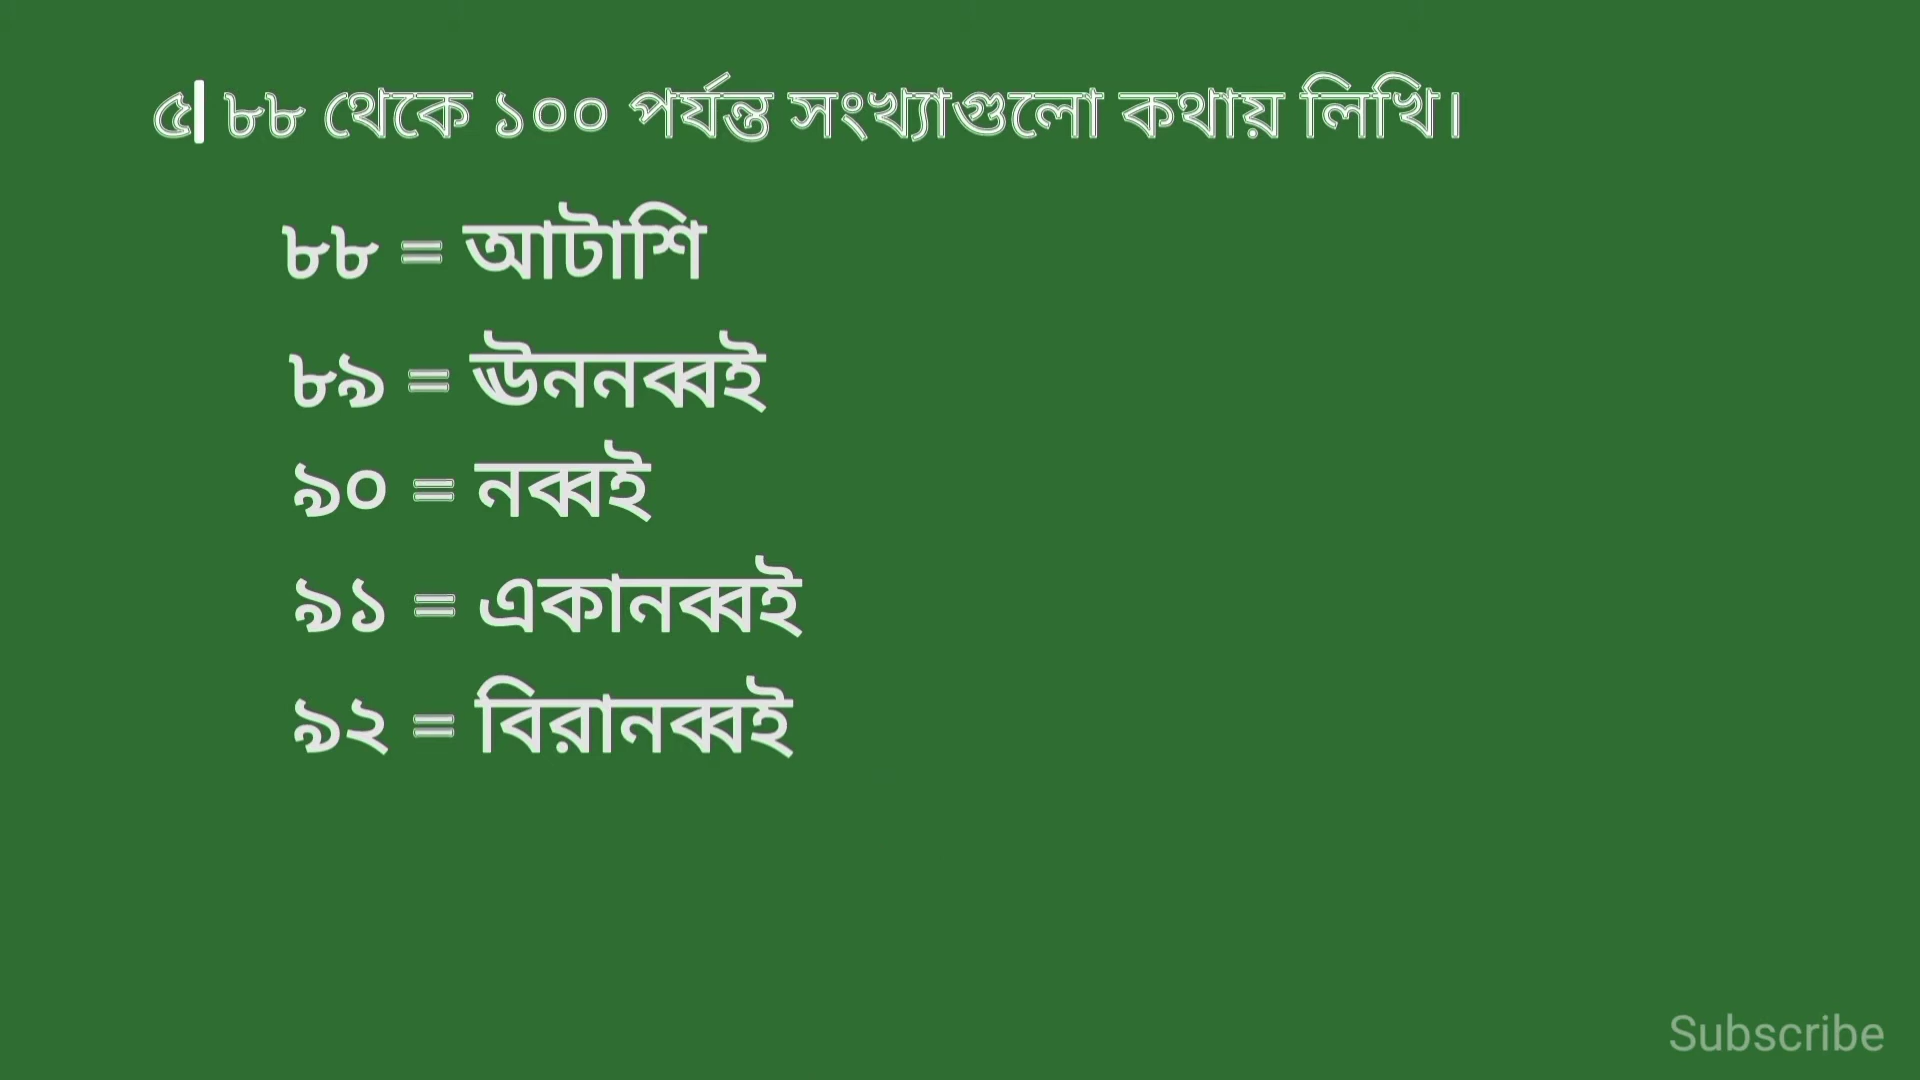 ৫| ৮৮ থেকে ১০০ পর্যন্ত সংখ্যাগুলো কথায় লিখি।
৮৮ = আটাশি
৮৯ = ঊননব্বই
৯০ = নব্বই
৯১ = একানব্বই
৯২ = বিরানব্বই
Subscribe